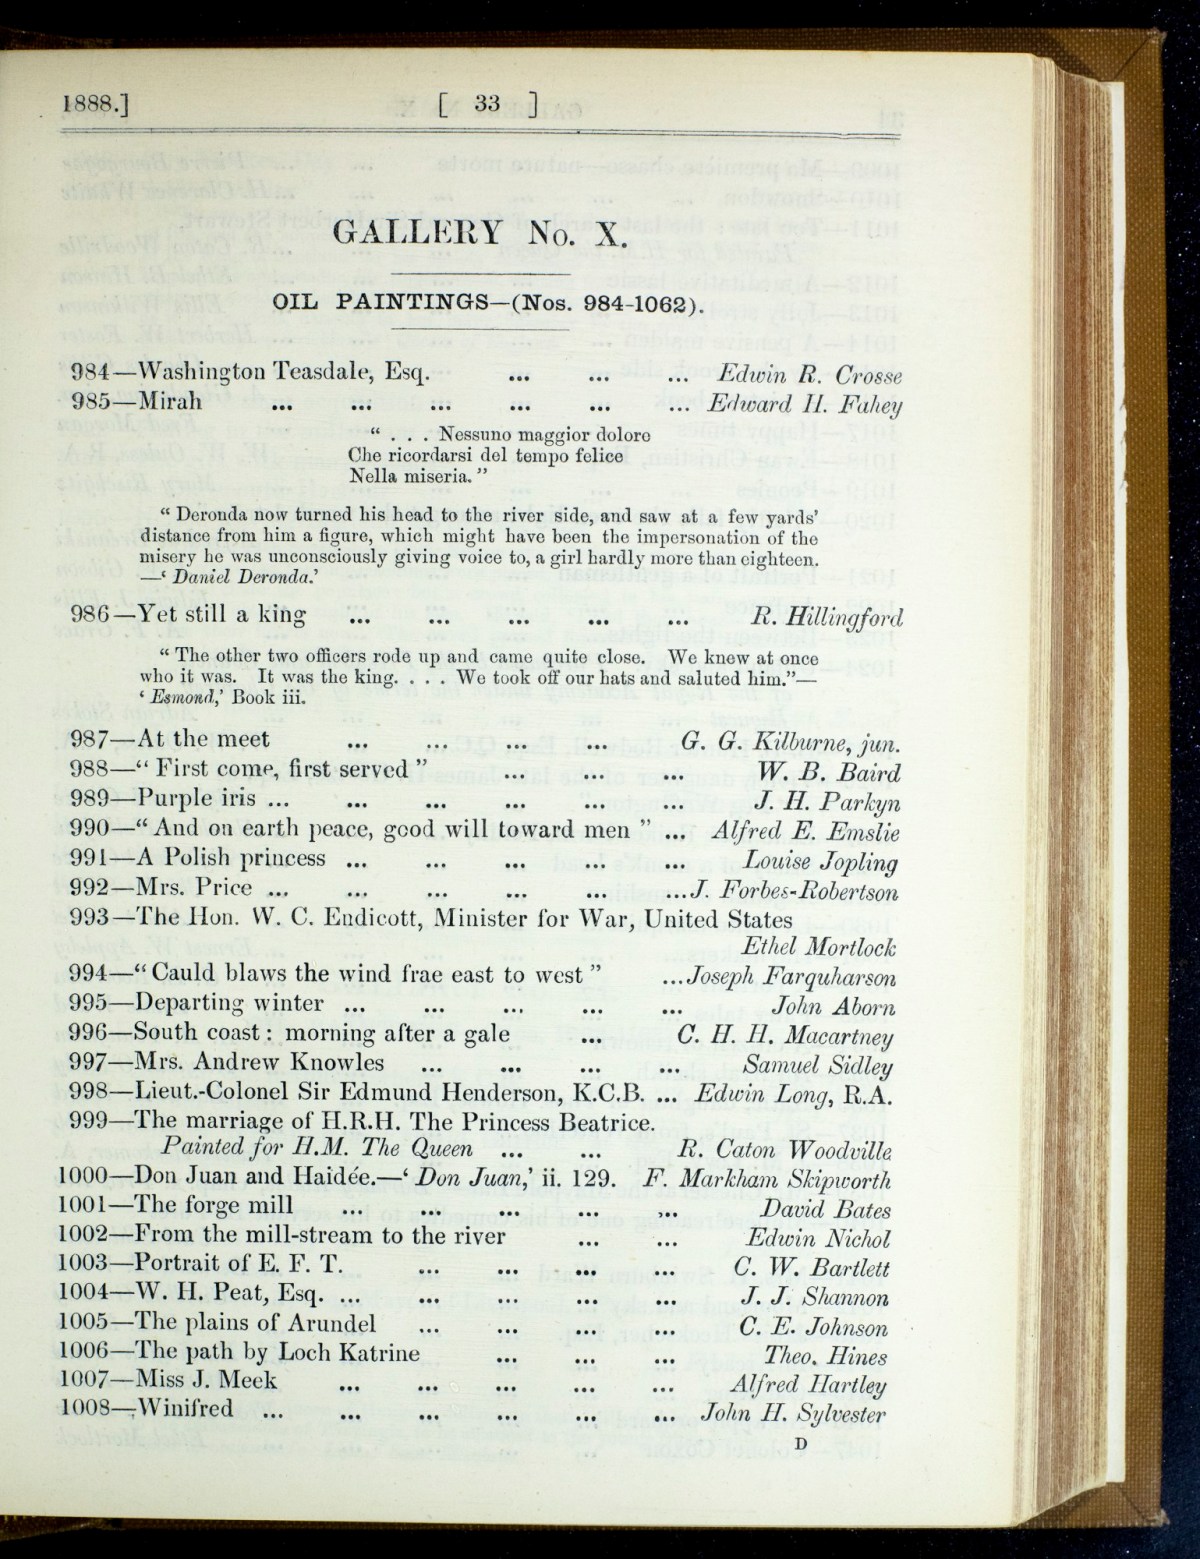 1888.] [ 33 ]
GALLERY No. X.
OIL PAINTINGS—(Nos. 984-1062).
984—Washington Teasdale, Esq. ... ... ... Edwin R. Crosse
985—Mirah ... ... ... ... ... ... Edward H. Fahey
“ . . . Nessuno maggior dolore
Che ricordarsi del tempo felice
Nella miseria.”
“ Deronda now turned his head to the river side, and saw at a few yards’
distance from him a figure, which might have been the impersonation of the
misery he was unconsciously giving voice to, a girl hardly more than eighteen.
—‘ Daniel Deronda.’
986—Yet still a king ... ... ... ... ... R. Hillingford
“ The other two officers rode up and came quite close. We knew at once
who it was. It was the king. . . . We took off our hats and saluted him.”—
‘ Esmond,’ Book iii.
987—At the meet ... ... ... ... G. G. Kilburne, jun.
988—“ First come, first served ” ... ... ... W. B. Baird
989—Purple iris ... ... ... ... ... ... J. H. Parkyn
990—“ And on earth peace, good will toward men ” ... Alfred E. Emslie
991—A Polish princess ... ... ... ... ... Louise Jopling
992—Mrs. Price ... ... ... ... ... ...J. Forbes-Robertson
993—The Hon. W. C. Endicott, Minister for War, United States
Ethel Mortlock
994—“ Cauld blaws the wind frae east to west ” ...Joseph Farquharson
995—Departing winter ... ... ... ... ... John Aborn
996—South coast : morning after a gale ... C. H. H. Macartney
997—Mrs. Andrew Knowles ... ... ... ... Samuel Sidley
998—Lieut.-Colonel Sir Edmund Henderson, K.C.B. ... Edwin Long, R.A.
999—The marriage of H.R.H. The Princess Beatrice.
Painted for H.M. The Queen ... ... R. Caton Woodville
1000—Don Juan and Haidée.—‘ Don Juan,’ ii. 129. F. Markham Skipworth
1001—The forge mill ... ... ... ... ... David Bates
1002—From the mill-stream to the river ... ... Edwin Nichol
1003—Portrait of E. F. T. ... ... ... ... C. W. Bartlett
1004—W. H. Peat, Esq. ... ... ... ... ... J. J. Shannon
1005—The plains of Arundel ... ... ... ... C. E. Johnson
1006—The path by Loch Katrine ... ... ... Theo. Hines
1007—Miss J. Meek ... ... ... ... ... Alfred Hartley
1008—Winifred ... ... ... ... ... ... John H. Sylvester
D